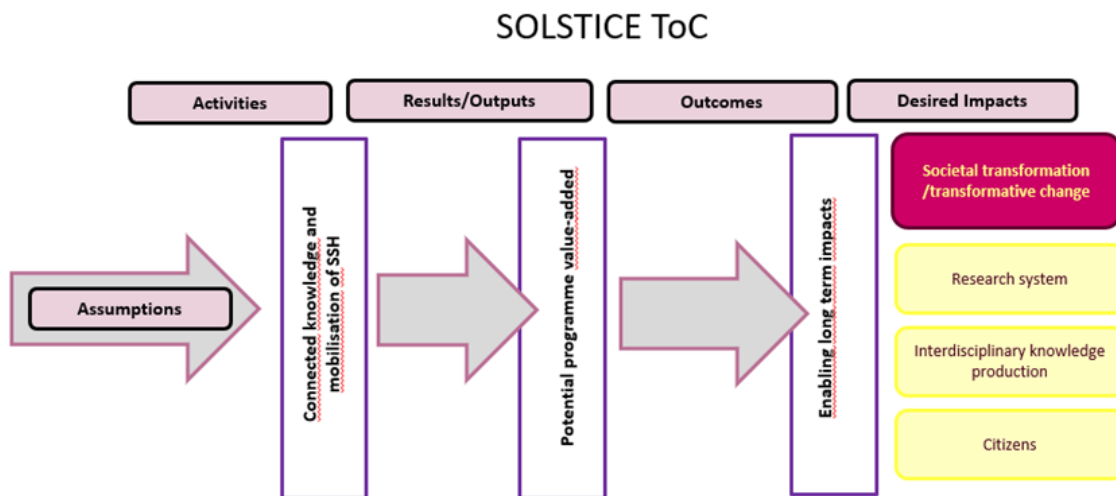 SOLSTICE ToC
Activities
Results/Outputs
Outcomes
Desired Impacts
Assumptions
Connected knowledge and
mobilisation of SSH
Potential programme value-added
Enabling long term impacts
Societal transformation
/transformative change
Research system
Interdisciplinary knowledge
production
Citizens